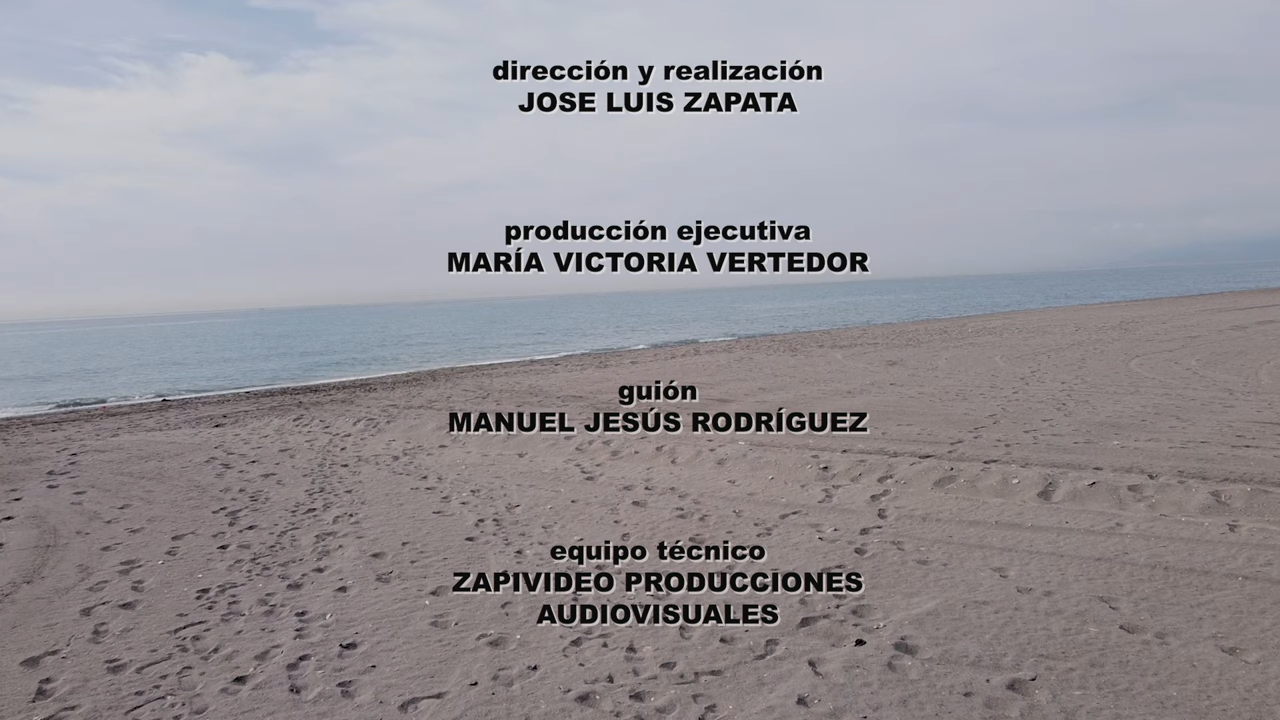 dirección y realización
JOSE LUIS ZAPATA
producción ejecutiva
MARÍA VICTORIA VERTEDOR
guión
MANUEL JESÚS RODRÍGUEZ
equipo técnico
ZAPIVIDEO PRODUCCIONES
AUDIOVISUALES